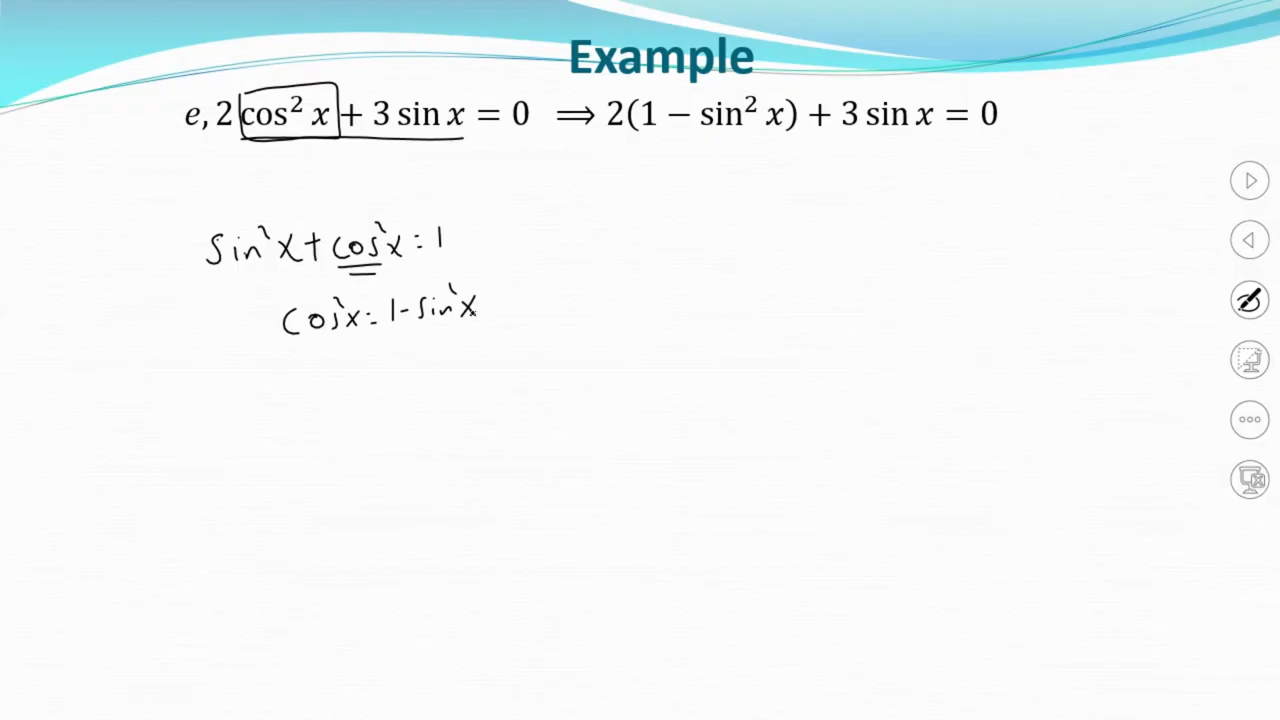 Example
e, 2 cos² x + 3 sin x = 0 ⟹ 2(1 − sin² x) + 3 sin x = 0
sin²x + cos²x = 1
cos²x = 1 - sin²x